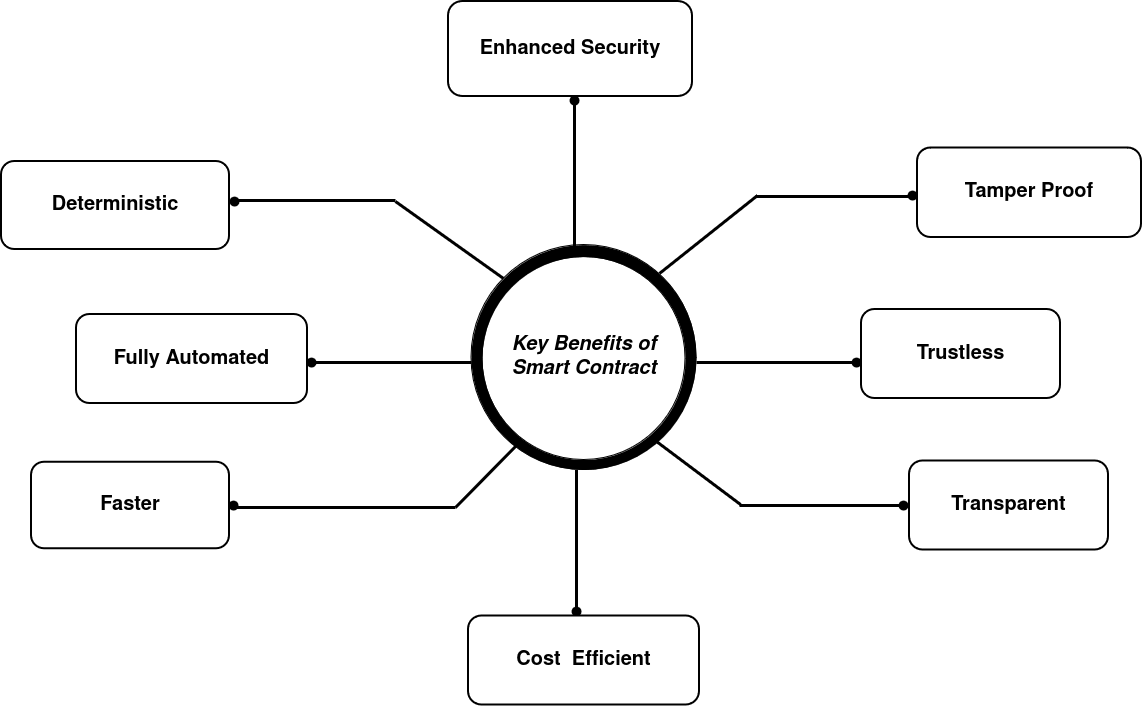 Enhanced Security
Deterministic
Tamper Proof
Key Benefits of
Smart Contract
Fully Automated
Trustless
Faster
Transparent
Cost  Efficient